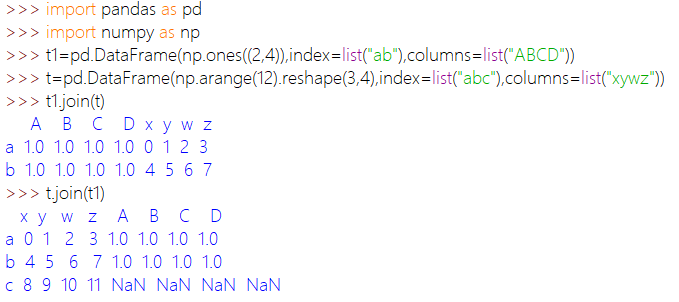 >>> import pandas as pd
>>> import numpy as np
>>> t1=pd.DataFrame(np.ones((2,4)),index=list("ab"),columns=list("ABCD"))
>>> t=pd.DataFrame(np.arange(12).reshape(3,4),index=list("abc"),columns=list("xywz"))
>>> t1.join(t)
A B C D x y w z
a 1.0 1.0 1.0 1.0 0 1 2 3
b 1.0 1.0 1.0 1.0 4 5 6 7
>>> t.join(t1)
x y w z A B C D
a 0 1 2 3 1.0 1.0 1.0 1.0
b 4 5 6 7 1.0 1.0 1.0 1.0
c 8 9 10 11 NaN NaN NaN NaN